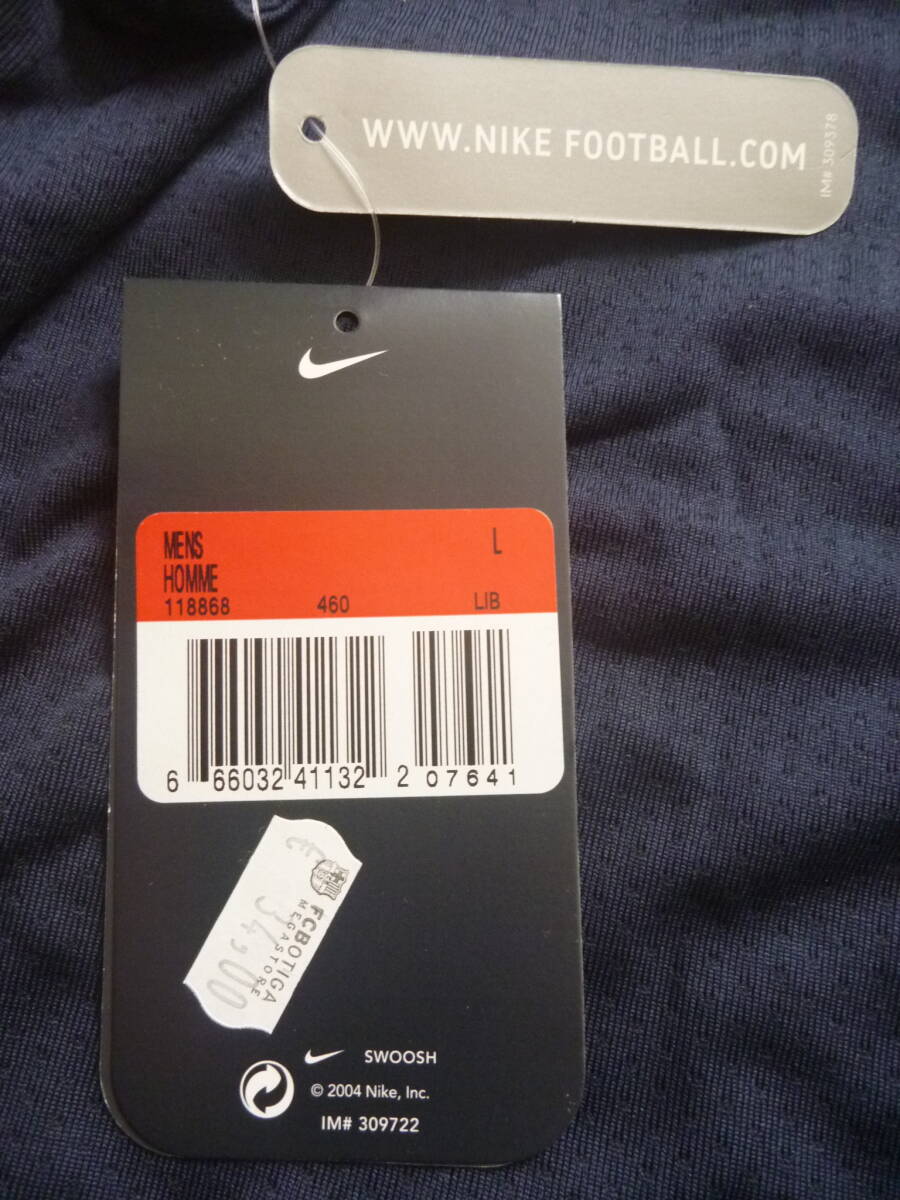 WWW.NIKE FOOTBALL.COM
IM# 309378
MENS L
HOMME
118868 460 LIB
6 66032 41132 2 07641
FCBOTIGA
MEGASTORE
€ 34,00
SWOOSH
© 2004 Nike, Inc.
IM# 309722